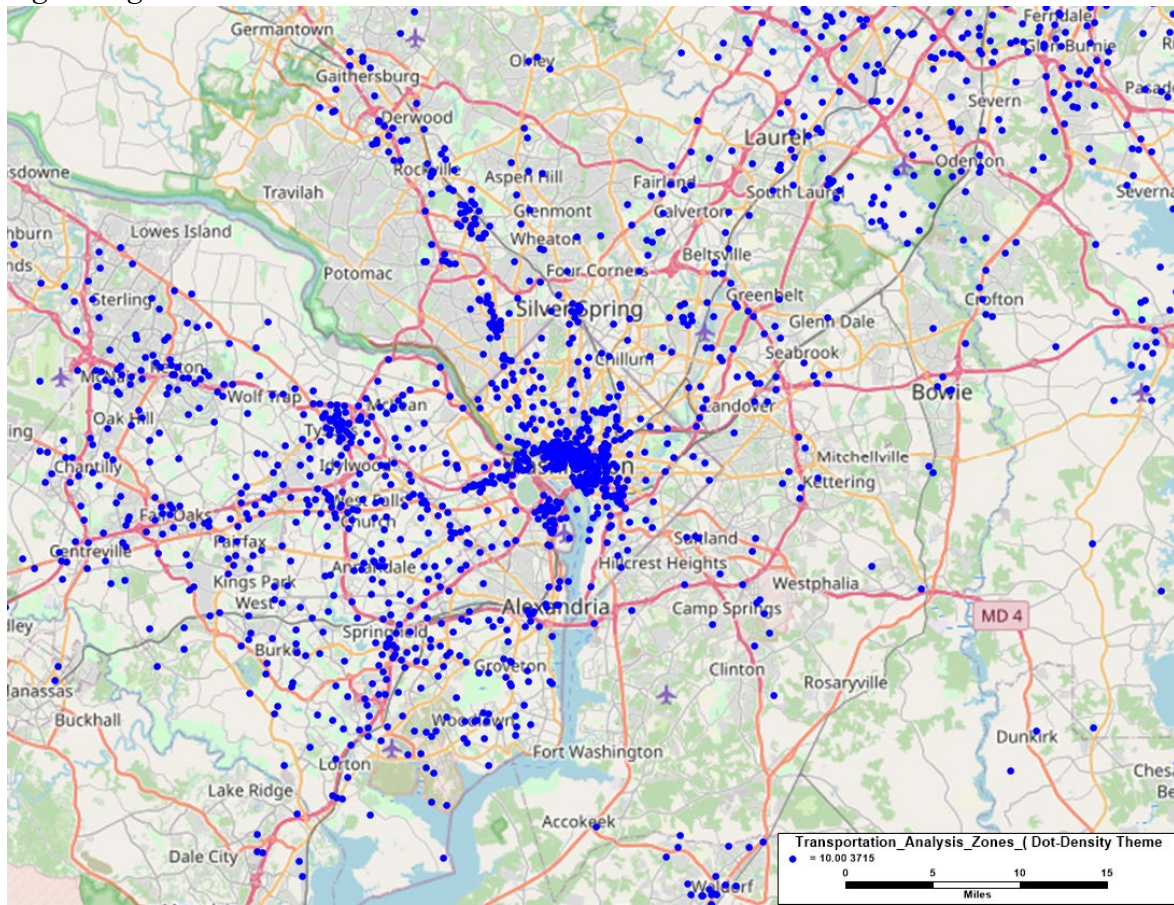 Germantown
Ferndale
Glen Burnie
Olney
Gaithersburg
Severn
Derwood
Laurel
Rockville
Aspen Hill
Odenton
Travilah
Fairland
South Laurel
Glenmont
Calverton
Lowes Island
Wheaton
Beltsville
Potomac
Four Corners
Sterling
Greenbelt
Crofton
Silver Spring
Glenn Dale
Chillum
Seabrook
Bowie
Wolf Trap
McLean
Landover
Oak Hill
Mitchellville
Chantilly
Idylwood
Kettering
West Falls
Church
Fair Oaks
Fairfax
Suitland
Centreville
Hillcrest Heights
Annandale
Kings Park
West
Westphalia
Alexandria
Camp Springs
MD 4
Springfield
Burke
Groveton
Clinton
Rosaryville
Buckhall
Woodlawn
Dunkirk
Fort Washington
Lorton
Lake Ridge
Accokeek
Dale City
Waldorf
Transportation_Analysis_Zones_( Dot-Density Theme
= 10.00 3715
0 5 10 15
Miles